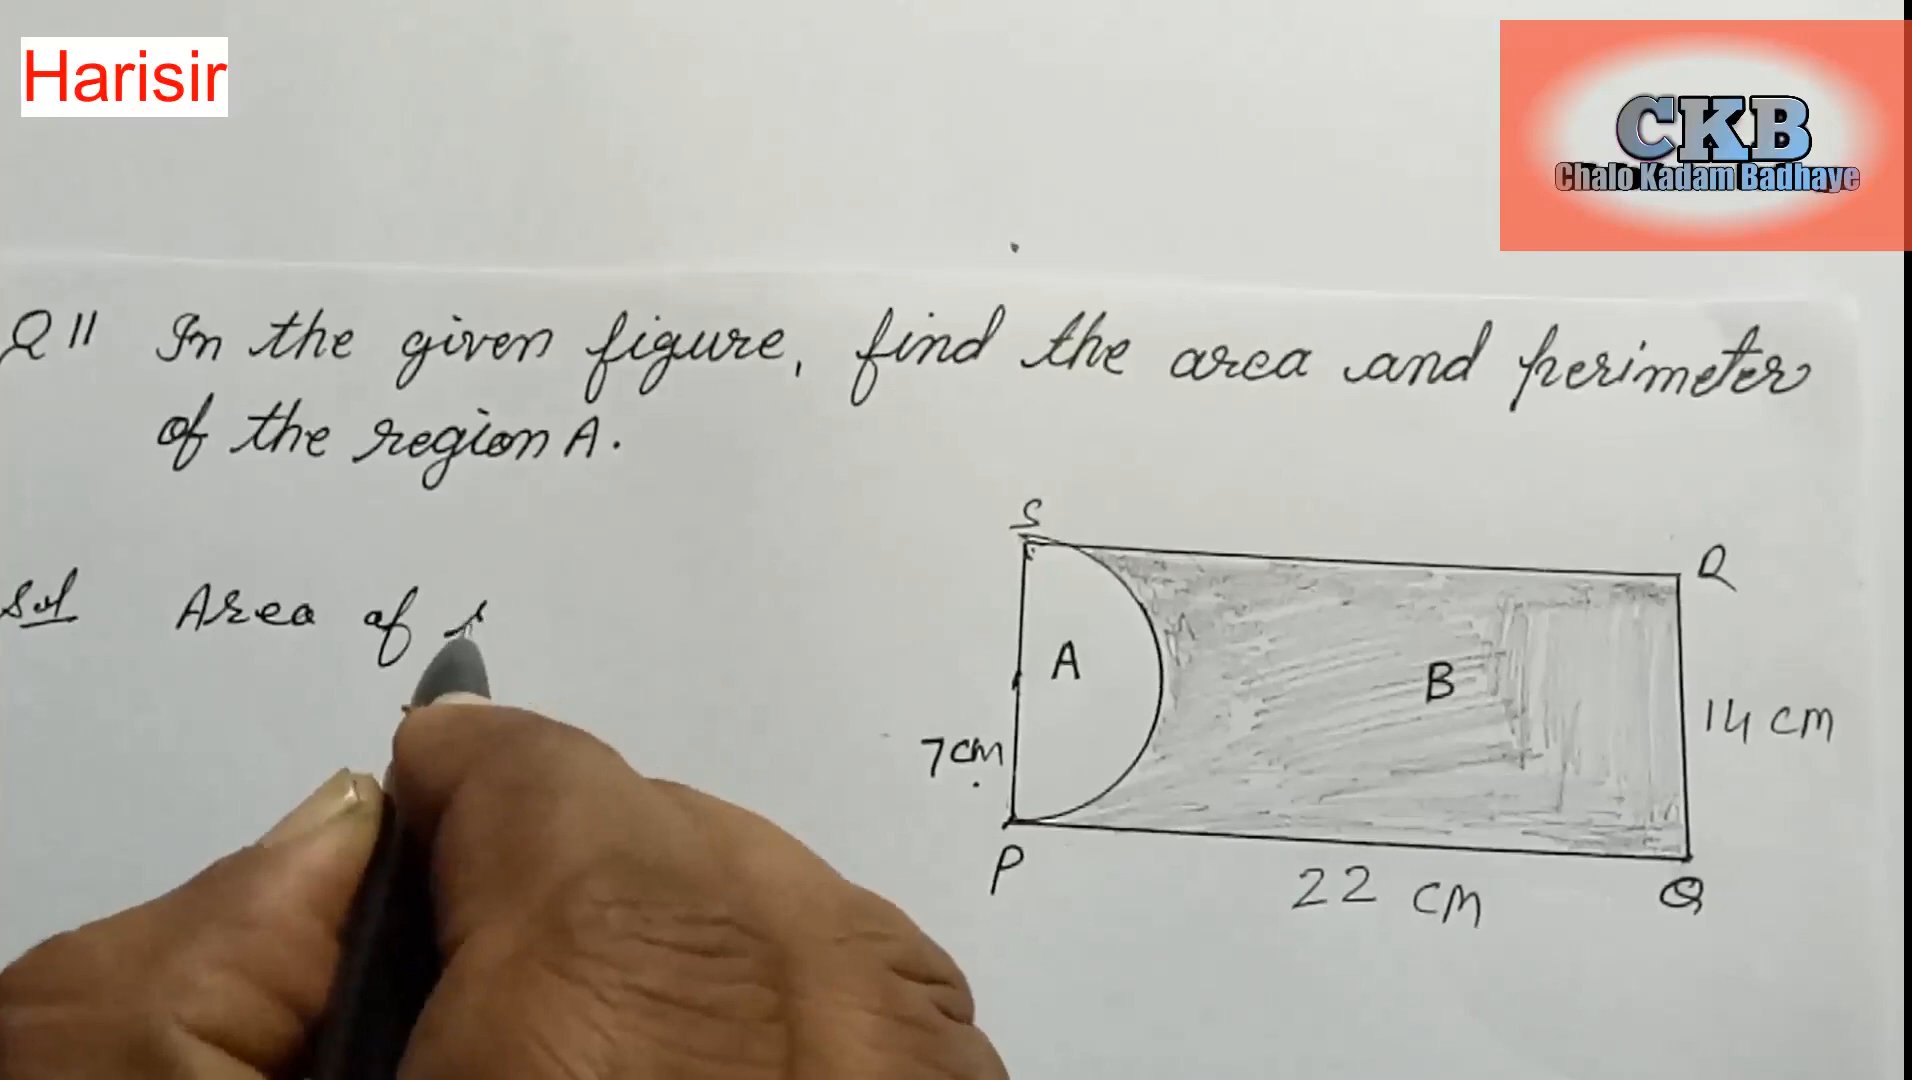 Harisir
CKB
Chalo Kadam Badhaye
Q 11 In the given figure, find the area and perimeter
of the region A.
S
R
Sol Area of
A
B
14 cm
7cm
P
22 cm
Q